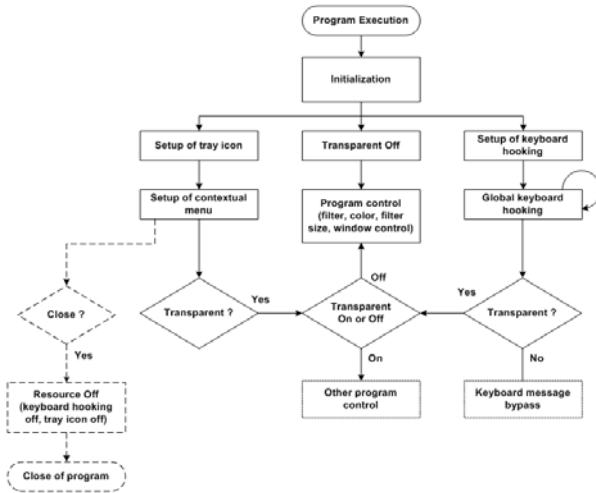 Program Execution
Initialization
Setup of tray icon
Transparent Off
Setup of keyboard
hooking
Setup of contextual
menu
Program control
(filter, color, filter
size, window control)
Global keyboard
hooking
Off
Close ?
Transparent ?
Yes
Transparent
On or Off
Yes
Transparent ?
Yes
On
No
Resource Off
(keyboard hooking
off, tray icon off)
Other program
control
Keyboard message
bypass
Close of program